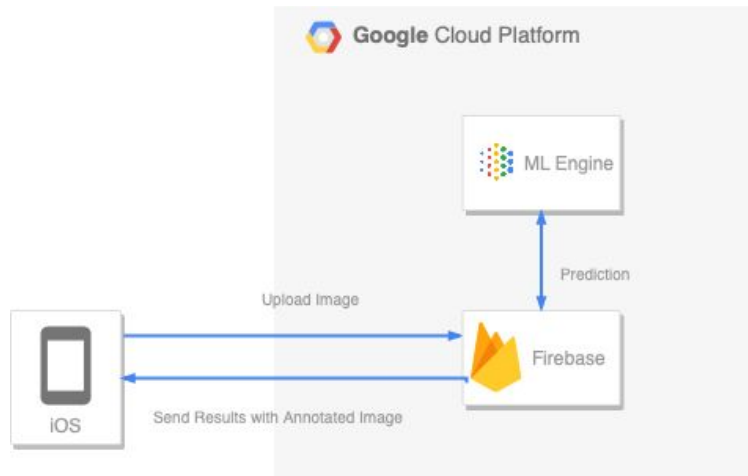 Google Cloud Platform
ML Engine
Prediction
Upload Image
Firebase
iOS
Send Results with Annotated Image